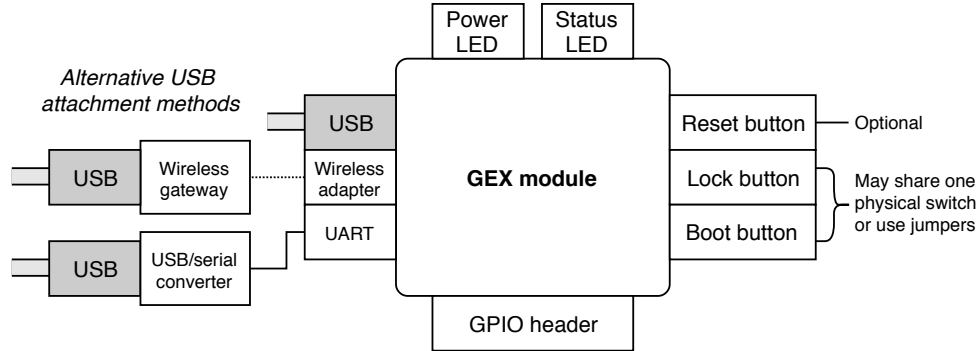 Power
LED
Status
LED
Alternative USB
attachment methods
USB
Wireless
gateway
USB
USB/serial
converter
USB
Wireless
adapter
UART
GEX module
Reset button
Lock button
Boot button
Optional
May share one
physical switch
or use jumpers
GPIO header